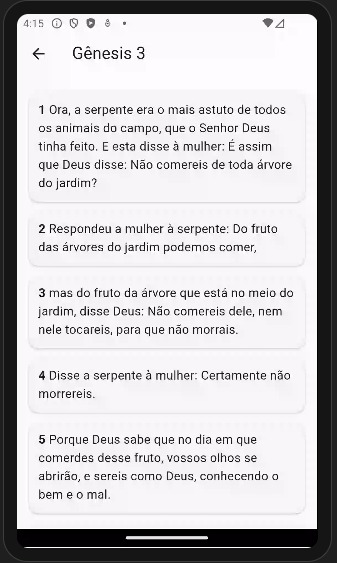 4:15
Gênesis 3
1 Ora, a serpente era o mais astuto de todos
os animais do campo, que o Senhor Deus
tinha feito. E esta disse à mulher: É assim
que Deus disse: Não comereis de toda árvore
do jardim?
2 Respondeu a mulher à serpente: Do fruto
das árvores do jardim podemos comer,
3 mas do fruto da árvore que está no meio do
jardim, disse Deus: Não comereis dele, nem
nele tocareis, para que não morrais.
4 Disse a serpente à mulher: Certamente não
morrereis.
5 Porque Deus sabe que no dia em que
comerdes desse fruto, vossos olhos se
abrirão, e sereis como Deus, conhecendo o
bem e o mal.